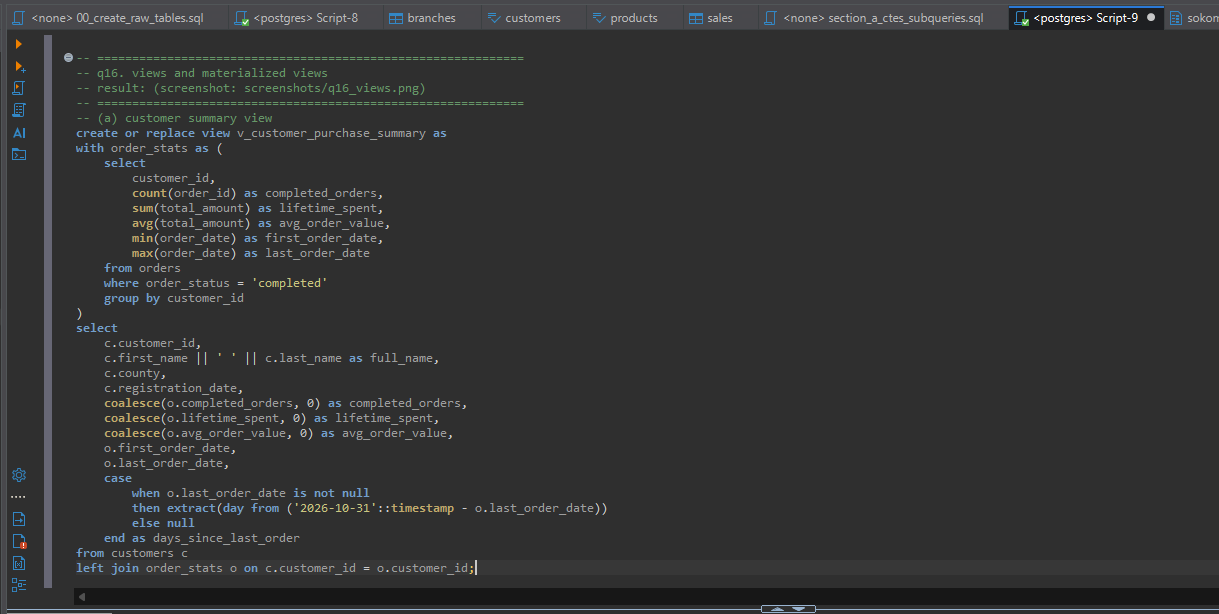 <none> 00_create_raw_tables.sql <postgres> Script-8 branches customers products sales <none> section_a_ctes_subqueries.sql <postgres> Script-9 sokom
-- =============================================================
-- q16. views and materialized views
-- result: (screenshot: screenshots/q16_views.png)
-- =============================================================
-- (a) customer summary view
create or replace view v_customer_purchase_summary as
with order_stats as (
    select
        customer_id,
        count(order_id) as completed_orders,
        sum(total_amount) as lifetime_spent,
        avg(total_amount) as avg_order_value,
        min(order_date) as first_order_date,
        max(order_date) as last_order_date
    from orders
    where order_status = 'completed'
    group by customer_id
)
select
    c.customer_id,
    c.first_name || ' ' || c.last_name as full_name,
    c.county,
    c.registration_date,
    coalesce(o.completed_orders, 0) as completed_orders,
    coalesce(o.lifetime_spent, 0) as lifetime_spent,
    coalesce(o.avg_order_value, 0) as avg_order_value,
    o.first_order_date,
    o.last_order_date,
    case
        when o.last_order_date is not null
        then extract(day from ('2026-10-31'::timestamp - o.last_order_date))
        else null
    end as days_since_last_order
from customers c
left join order_stats o on c.customer_id = o.customer_id;
AI